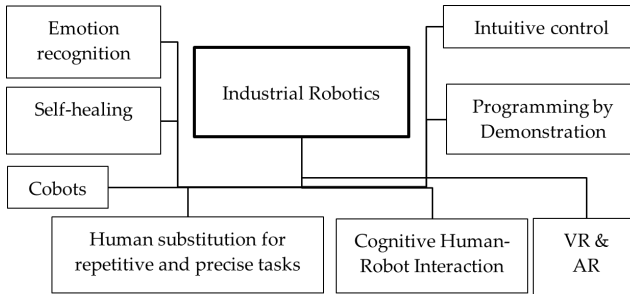 Emotion
recognition
Intuitive control
Industrial Robotics
Self-healing
Programming by
Demonstration
Cobots
Human substitution for
repetitive and precise tasks
Cognitive Human-
Robot Interaction
VR &
AR